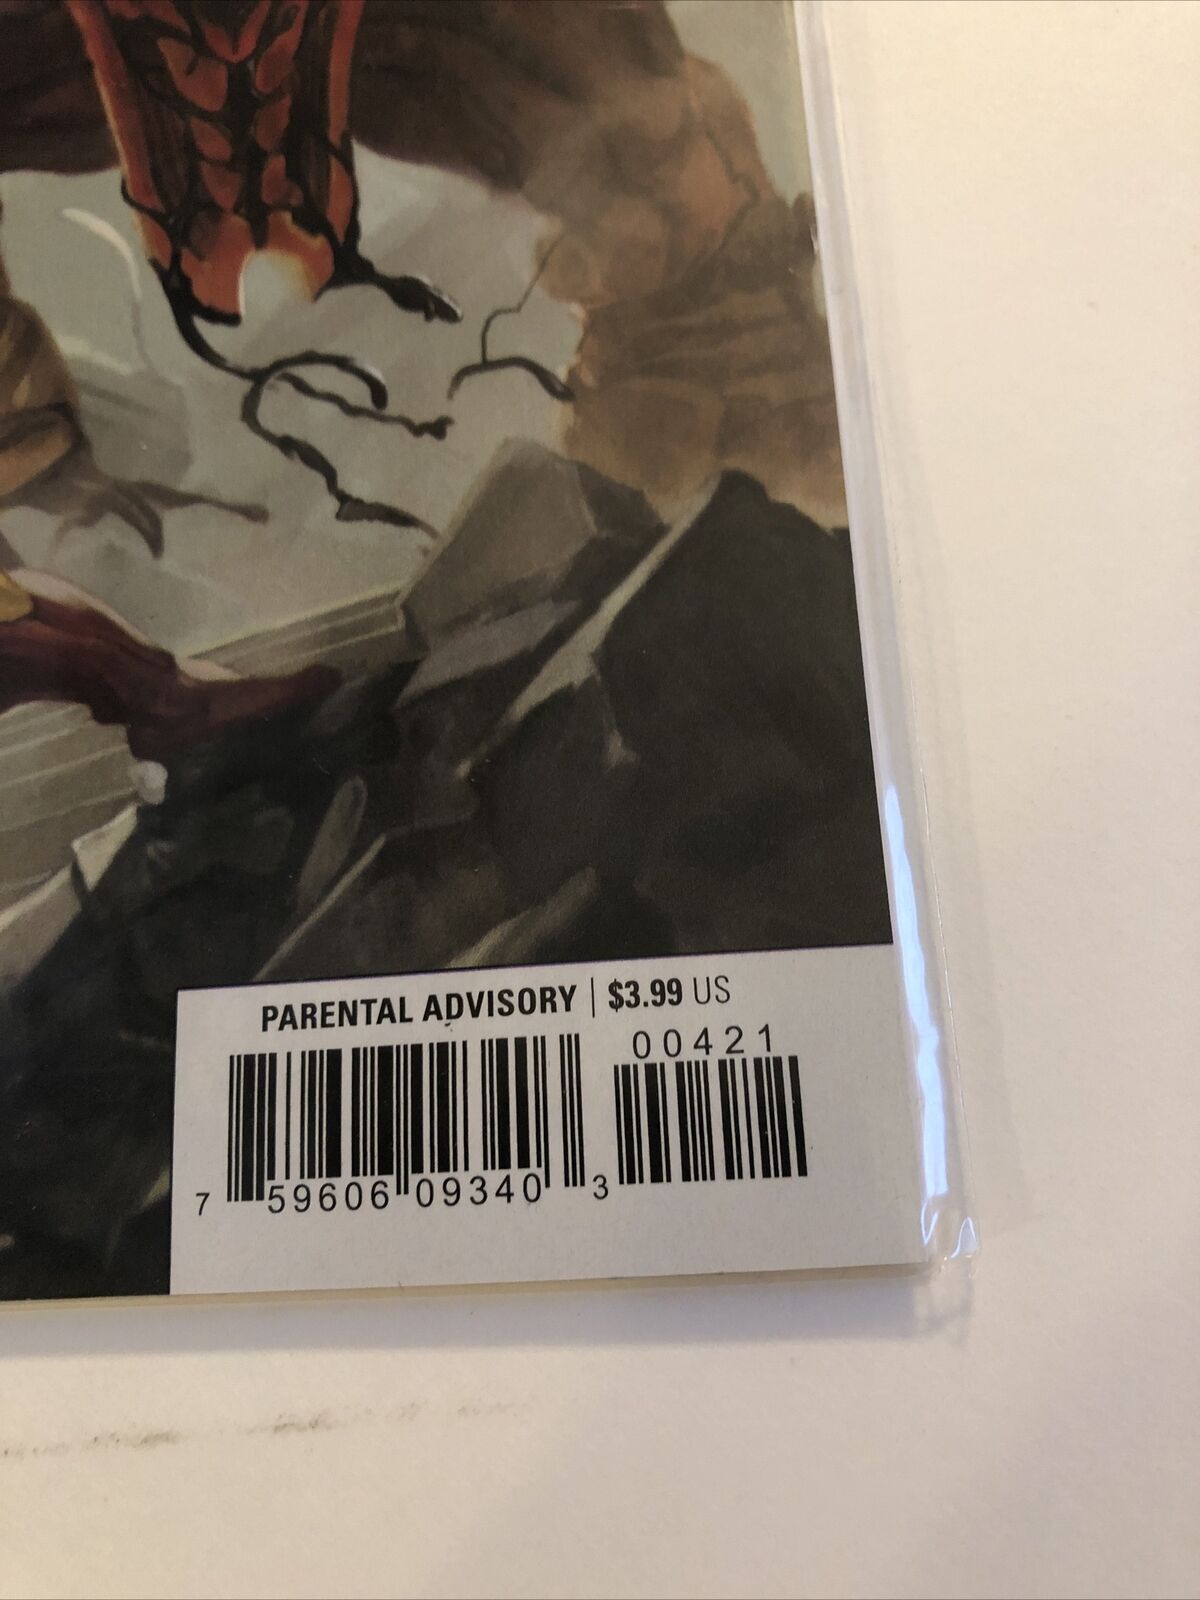 PARENTAL ADVISORY | $3.99 US
00421
7 59606 09340 3